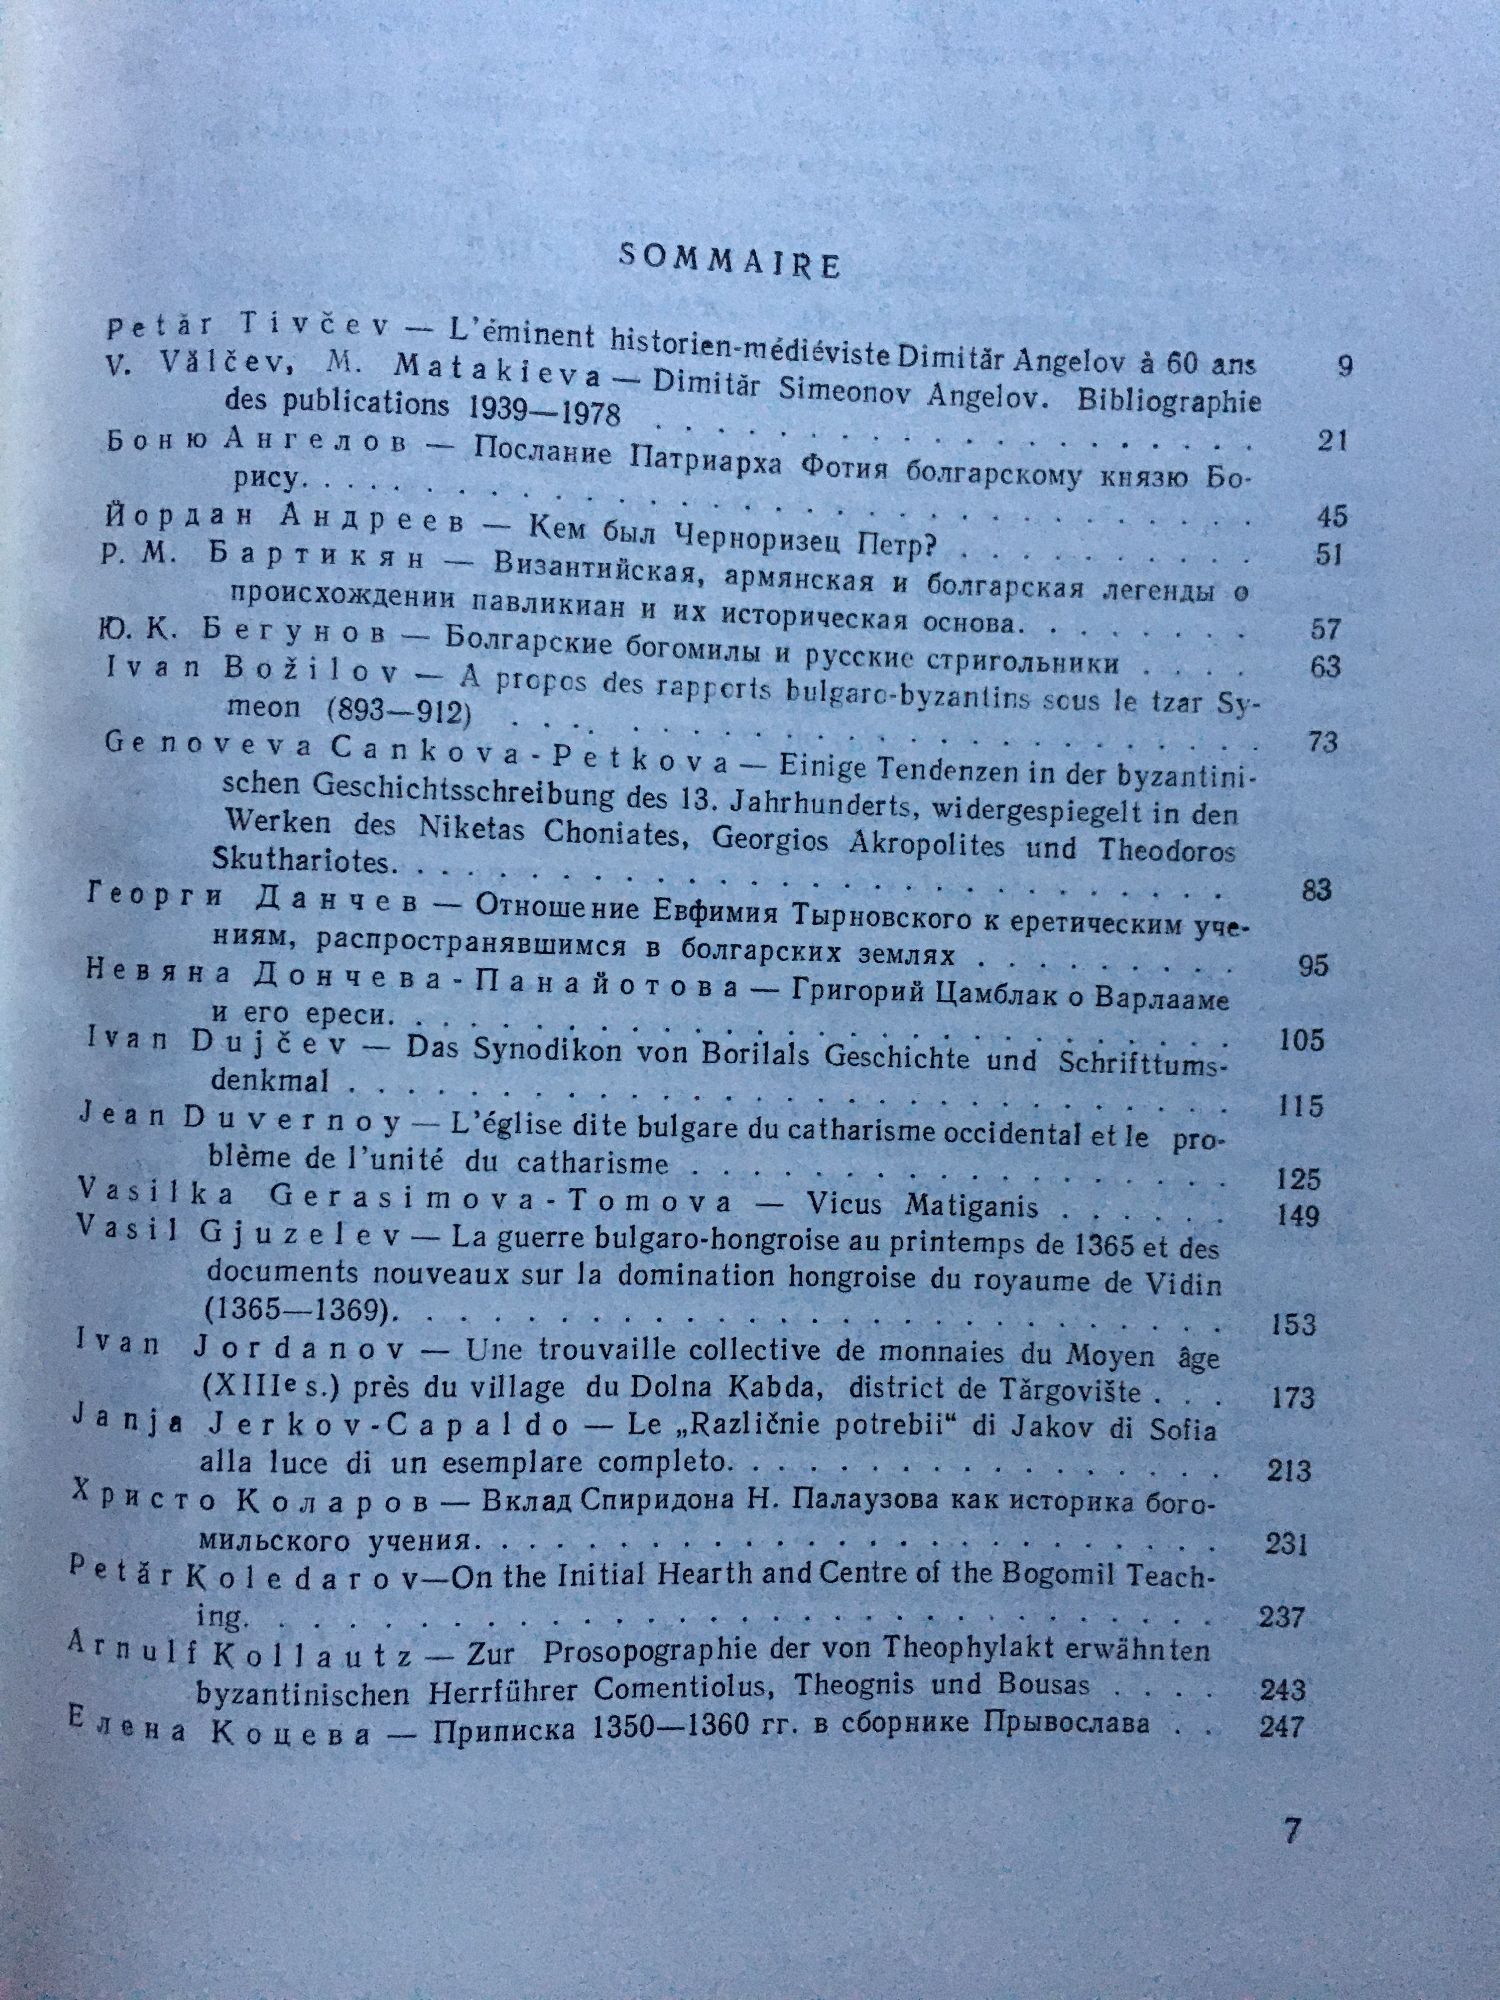 SOMMAIRE
Petăr Tivčev — L'éminent historien-médiéviste Dimităr Angelov à 60 ans 9
V. Vălčev, M. Matakieva — Dimităr Simeonov Angelov. Bibliographie
des publications 1939—1978 . . . . . . . . . . . . . . . . . . 21
Боню Ангелов — Послание Патриарха Фотия болгарскому князю Бо-
рису. . . . . . . . . . . . . . . . . . . . . . . . . . . . 45
Йордан Андреев — Кем был Черноризец Петр? . . . . . . . . . . 51
Р. М. Бартикян — Византийская, армянская и болгарская легенды о
происхождении павликиан и их историческая основа. . . . . . . . 57
Ю. К. Бегунов — Болгарские богомилы и русские стригольники . . . . 63
Ivan Božilov — A propos des rapports bulgaro-byzantins sous le tzar Sy-
meon (893—912) . . . . . . . . . . . . . . . . . . . . . . 73
Genoveva Cankova-Petkova — Einige Tendenzen in der byzantini-
schen Geschichtsschreibung des 13. Jahrhunderts, widergespiegelt in den
Werken des Niketas Choniates, Georgios Akropolites und Theodoros
Skuthariotes. . . . . . . . . . . . . . . . . . . . . . . . . 83
Георги Данчев — Отношение Евфимия Тырновского к еретическим уче-
ниям, распространявшимся в болгарских землях . . . . . . . . . 95
Невяна Дончева-Панайотова — Григорий Цамблак о Варлааме
и его ереси. . . . . . . . . . . . . . . . . . . . . . . . . 105
Ivan Dujčev — Das Synodikon von Borilals Geschichte und Schrifttums-
denkmal . . . . . . . . . . . . . . . . . . . . . . . . . . 115
Jean Duvernoy — L'église dite bulgare du catharisme occidental et le pro-
blème de l'unité du catharisme . . . . . . . . . . . . . . . . 125
Vasilka Gerasimova-Tomova — Vicus Matiganis . . . . . . 149
Vasil Gjuzelev — La guerre bulgaro-hongroise au printemps de 1365 et des
documents nouveaux sur la domination hongroise du royaume de Vidin
(1365—1369). . . . . . . . . . . . . . . . . . . . . . . . . 153
Ivan Jordanov — Une trouvaille collective de monnaies du Moyen âge
(XIIIe s.) près du village du Dolna Kabda, district de Tărgovište . . . 173
Janja Jerkov-Capaldo — Le „Različnie potrebii“ di Jakov di Sofia
alla luce di un esemplare completo. . . . . . . . . . . . . . . 213
Христо Коларов — Вклад Спиридона Н. Палаузова как историка бого-
мильского учения. . . . . . . . . . . . . . . . . . . . . . . 231
Petăr Koledarov—On the Initial Hearth and Centre of the Bogomil Teach-
ing. . . . . . . . . . . . . . . . . . . . . . . . . . . . . 237
Arnulf Kollautz — Zur Prosopographie der von Theophylakt erwähnten
byzantinischen Herrführer Comentiolus, Theognis und Bousas . . . . 243
Елена Коцева — Приписка 1350—1360 гг. в сборнике Прывослава . . 247
7